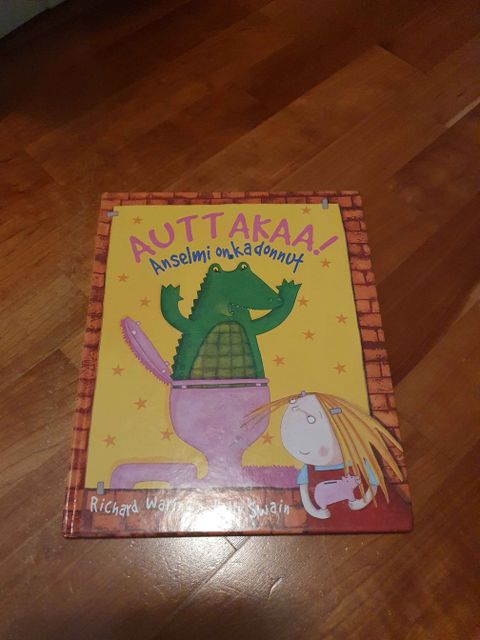 AUTTAKAA!
Anselmi on kadonnut
Richard Swain